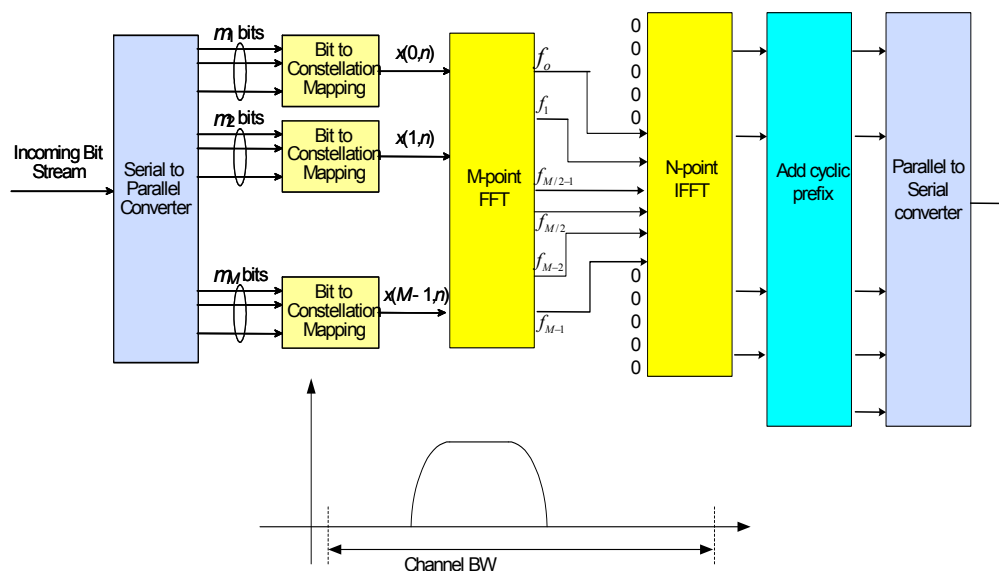 Incoming Bit
Stream
Serial to
Parallel
Converter
m1 bits
Bit to
Constellation
Mapping
x(0,n)
m2 bits
Bit to
Constellation
Mapping
x(1,n)
mM bits
Bit to
Constellation
Mapping
x(M- 1,n)
M-point
FFT
fo
f1
fM/2-1
fM/2
fM-2
fM-1
0
0
0
0
0
0
0
0
0
0
0
N-point
IFFT
Add cyclic
prefix
Parallel to
Serial
converter
Channel BW